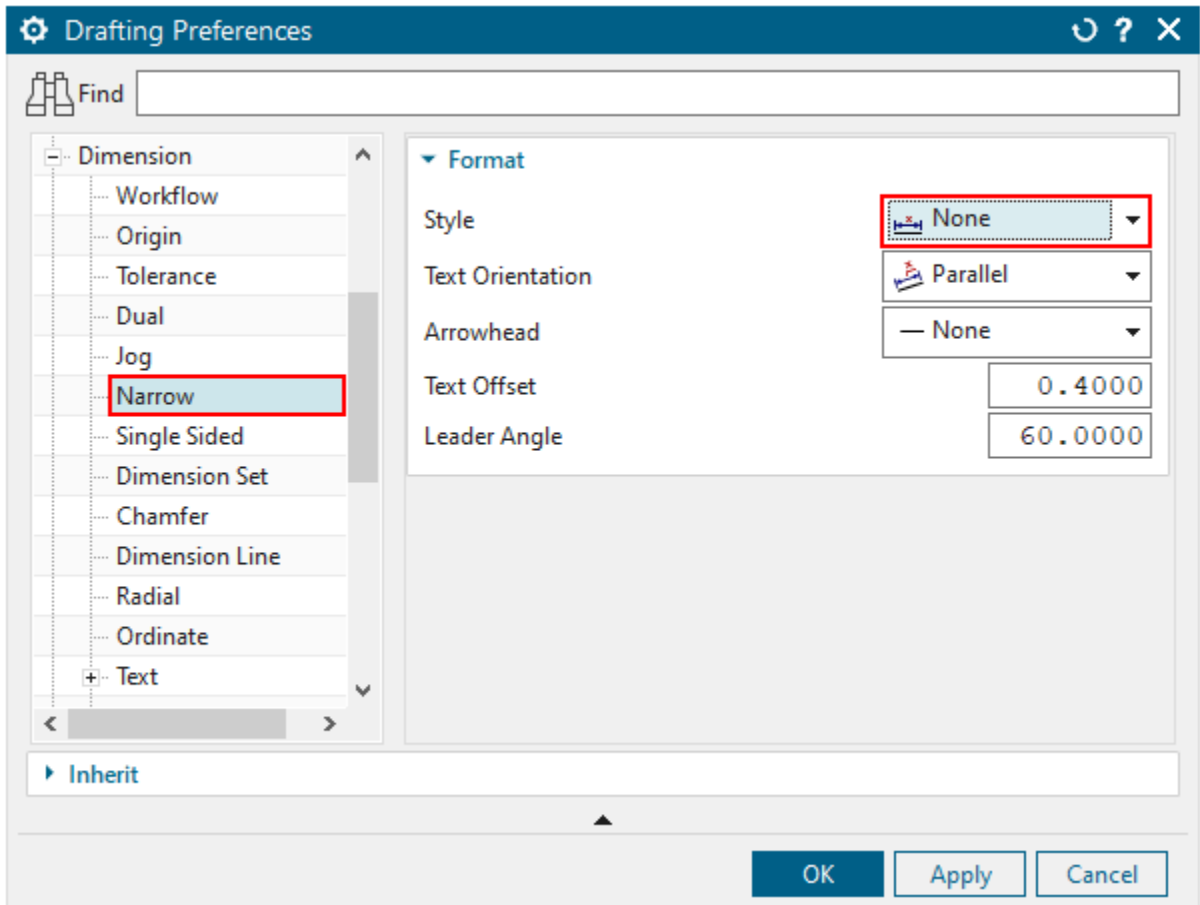 Drafting Preferences
Find
Dimension
Workflow
Origin
Tolerance
Dual
Jog
Narrow
Single Sided
Dimension Set
Chamfer
Dimension Line
Radial
Ordinate
Text
Format
Style None
Text Orientation Parallel
Arrowhead None
Text Offset 0.4000
Leader Angle 60.0000
Inherit
OK Apply Cancel